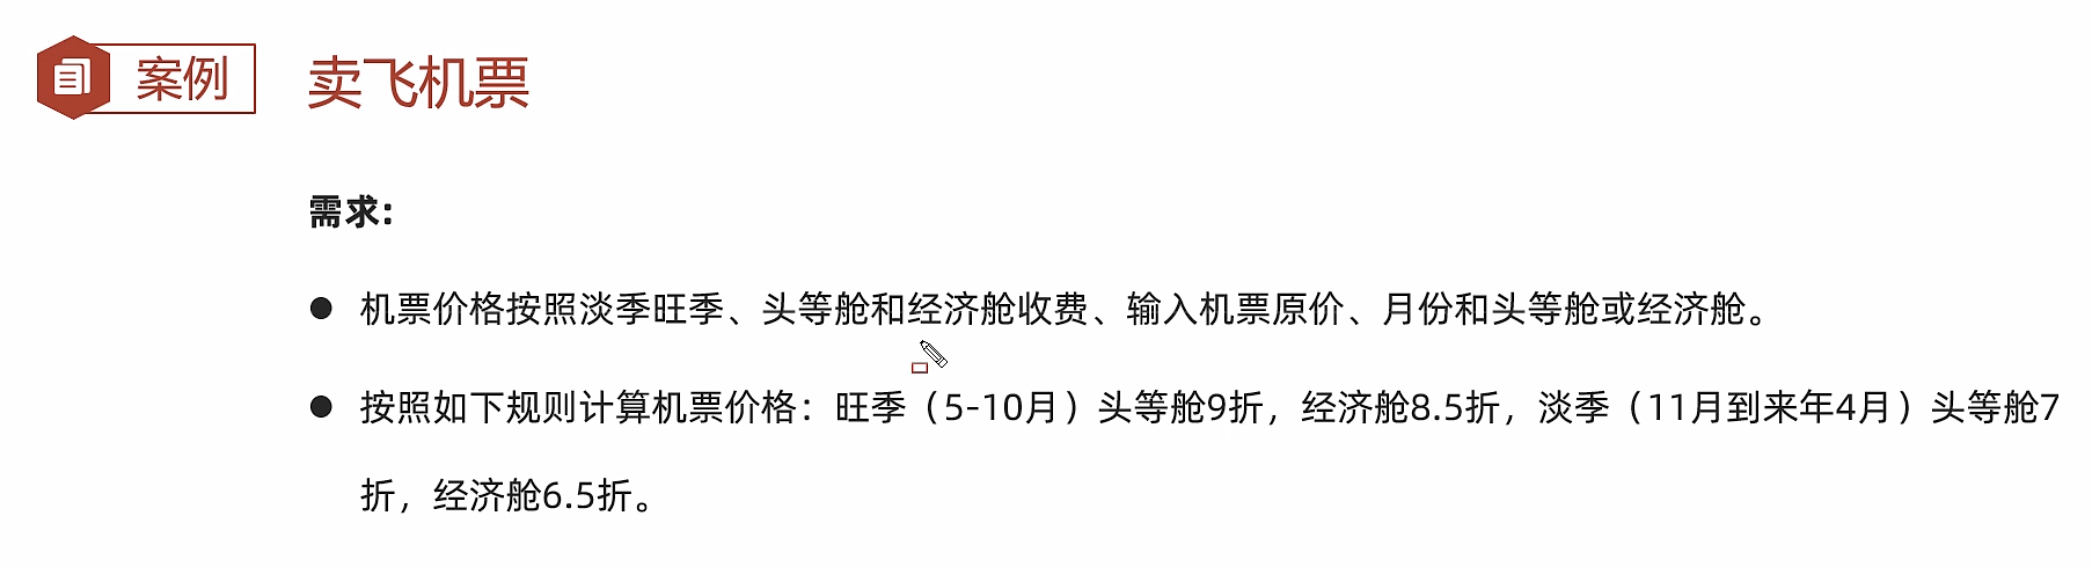 案例
卖飞机票
需求:
机票价格按照淡季旺季、头等舱和经济舱收费、输入机票原价、月份和头等舱或经济舱。
按照如下规则计算机票价格：旺季（5-10月）头等舱9折，经济舱8.5折，淡季（11月到来年4月）头等舱7
折，经济舱6.5折。